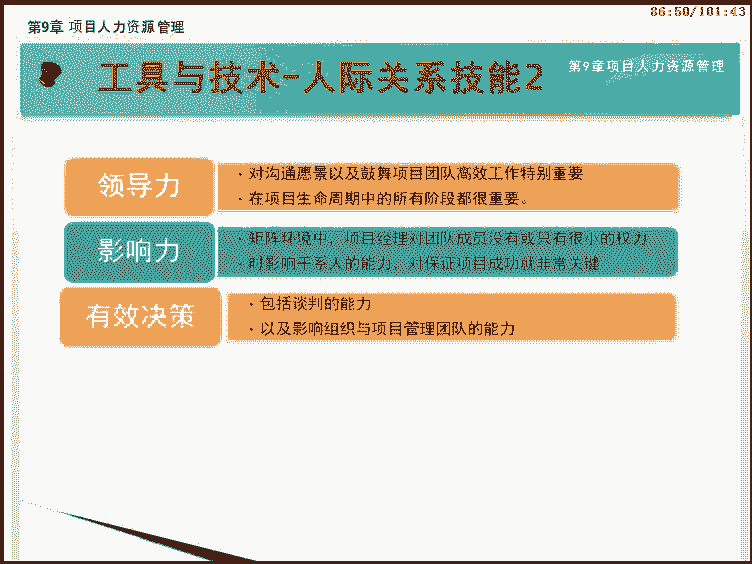 86:50/101:43
第9章 项目人力资源管理
工具与技术-人际关系技能2
第9章项目人力资源管理
领导力
· 对沟通愿景以及鼓舞项目团队高效工作特别重要
· 在项目生命周期中的所有阶段都很重要。
影响力
· 矩阵环境中，项目经理对团队成员没有或只有很小的权力
时影响干系人的能力，对保证项目成功就非常关键
有效决策
· 包括谈判的能力
· 以及影响组织与项目管理团队的能力